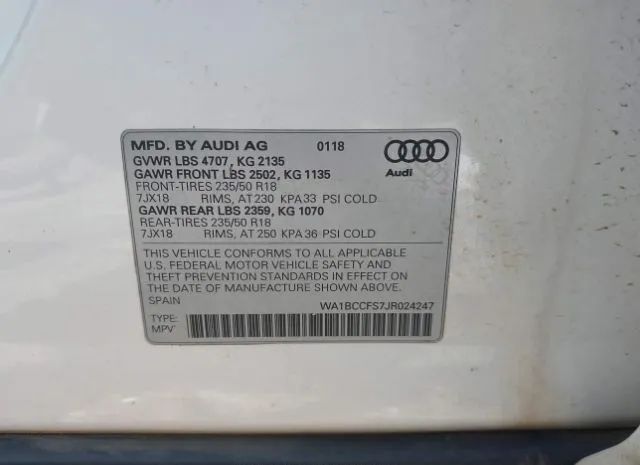 MFD. BY AUDI AG 0118
GVWR LBS 4707, KG 2135
GAWR FRONT LBS 2502, KG 1135
FRONT-TIRES 235/50 R18
7JX18 RIMS, AT 230 KPA 33 PSI COLD
GAWR REAR LBS 2359, KG 1070
REAR-TIRES 235/50 R18
7JX18 RIMS, AT 250 KPA 36 PSI COLD
Audi
THIS VEHICLE CONFORMS TO ALL APPLICABLE
U.S. FEDERAL MOTOR VEHICLE SAFETY AND
THEFT PREVENTION STANDARDS IN EFFECT ON
THE DATE OF MANUFACTURE SHOWN ABOVE.
SPAIN WA1BCCFS7JR024247
TYPE:
MPV